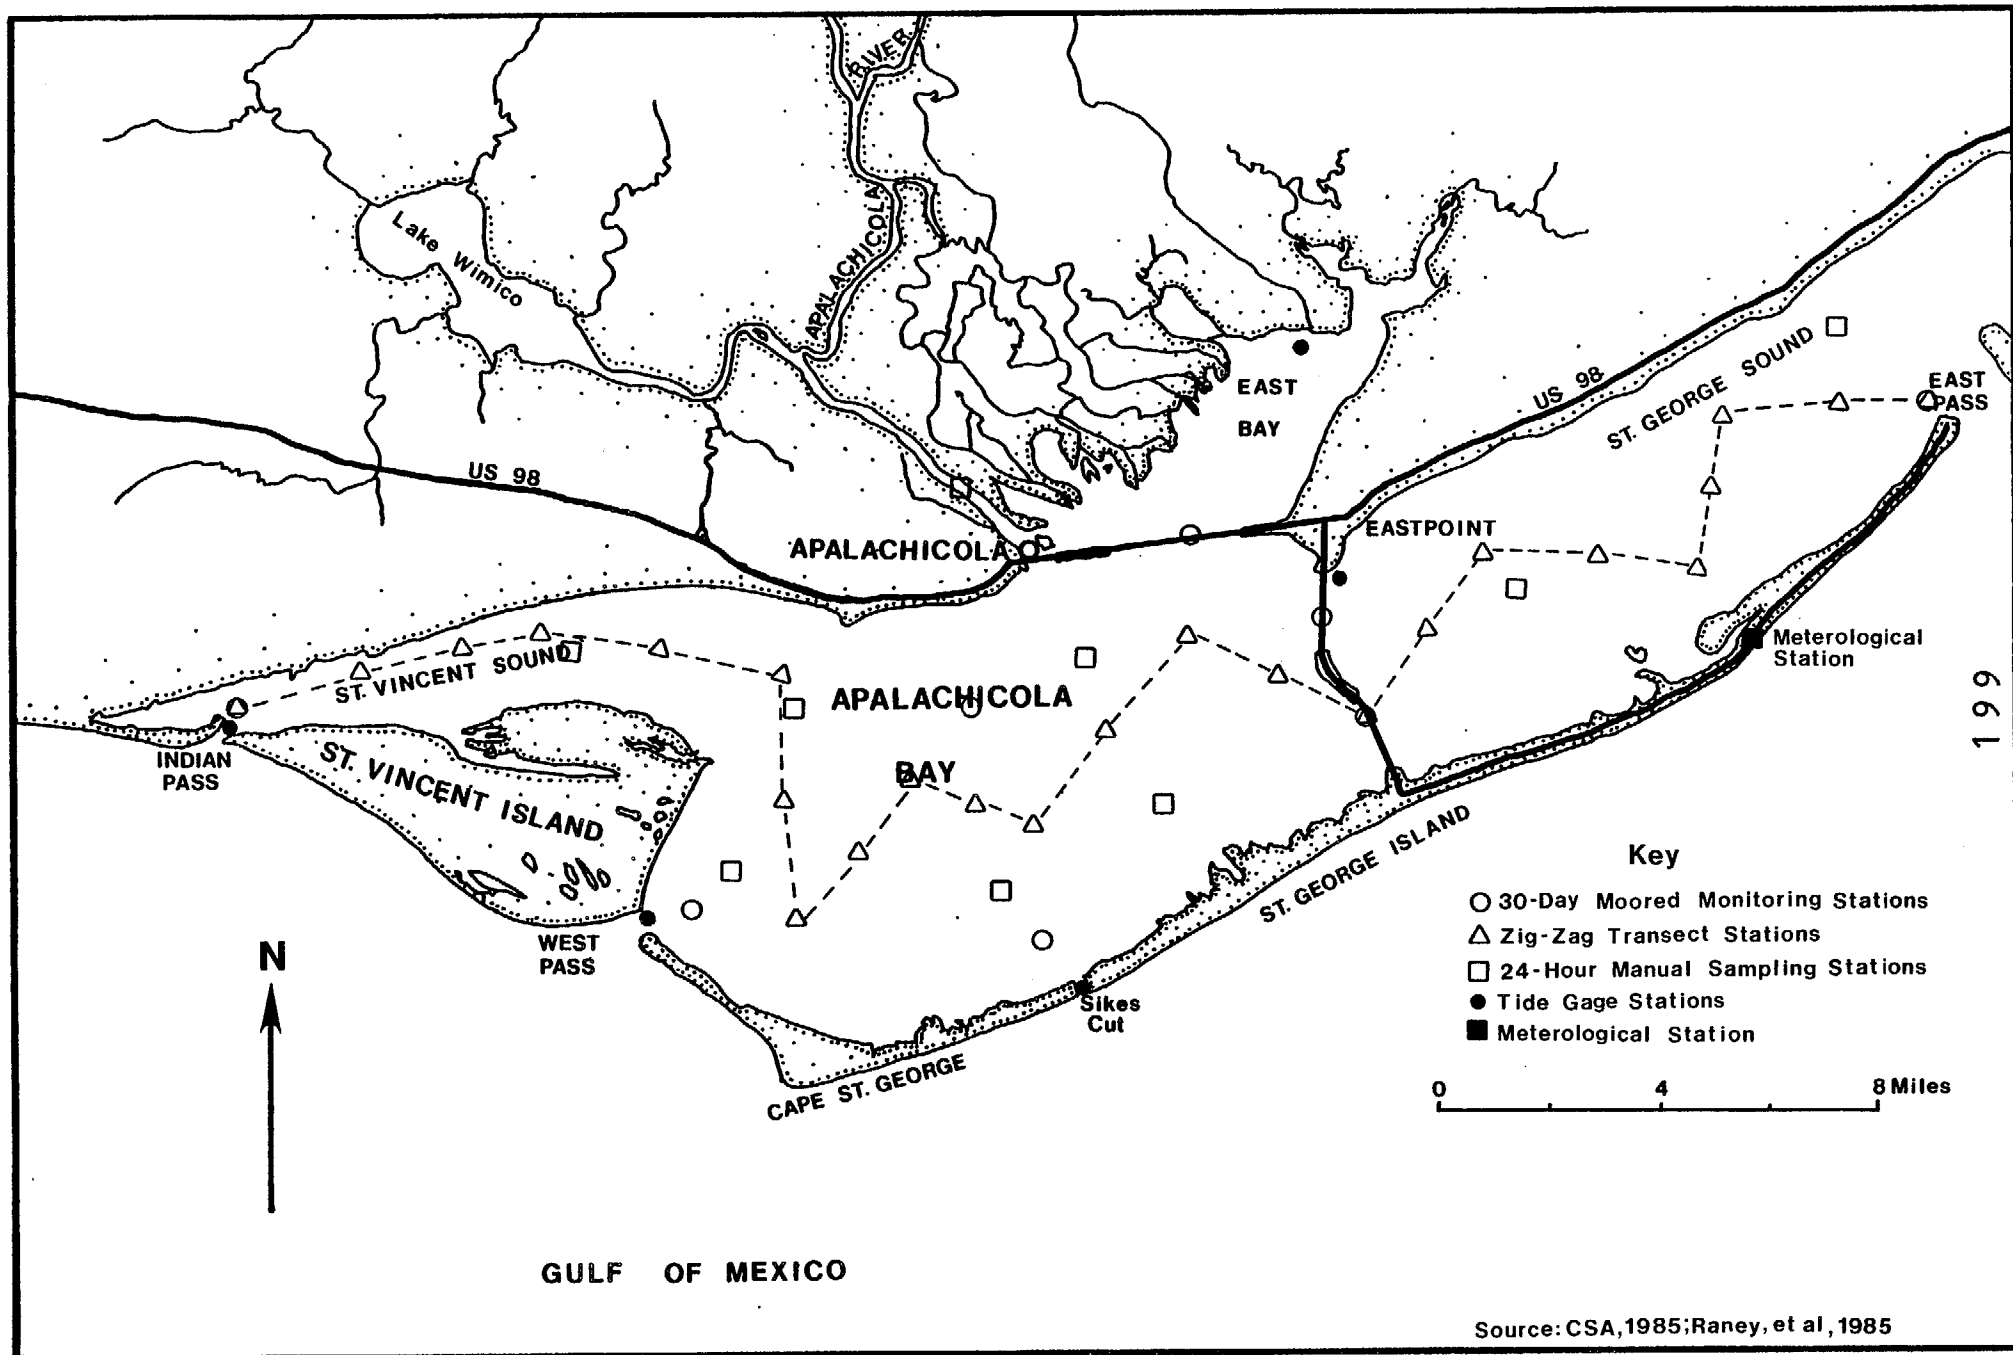 RIVER
APALACHICOLA
Lake Wimico
EAST
BAY
US 98
US 98
ST. GEORGE SOUND
EAST
PASS
APALACHICOLA
EASTPOINT
Meterological
Station
ST. VINCENT SOUND
APALACHICOLA
BAY
INDIAN
PASS
ST. VINCENT ISLAND
WEST
PASS
N
Sikes
Cut
CAPE ST. GEORGE
ST. GEORGE ISLAND
199
Key
30-Day Moored Monitoring Stations
Zig-Zag Transect Stations
24-Hour Manual Sampling Stations
Tide Gage Stations
Meterological Station
0 4 8 Miles
GULF OF MEXICO
Source: CSA, 1985; Raney, et al, 1985